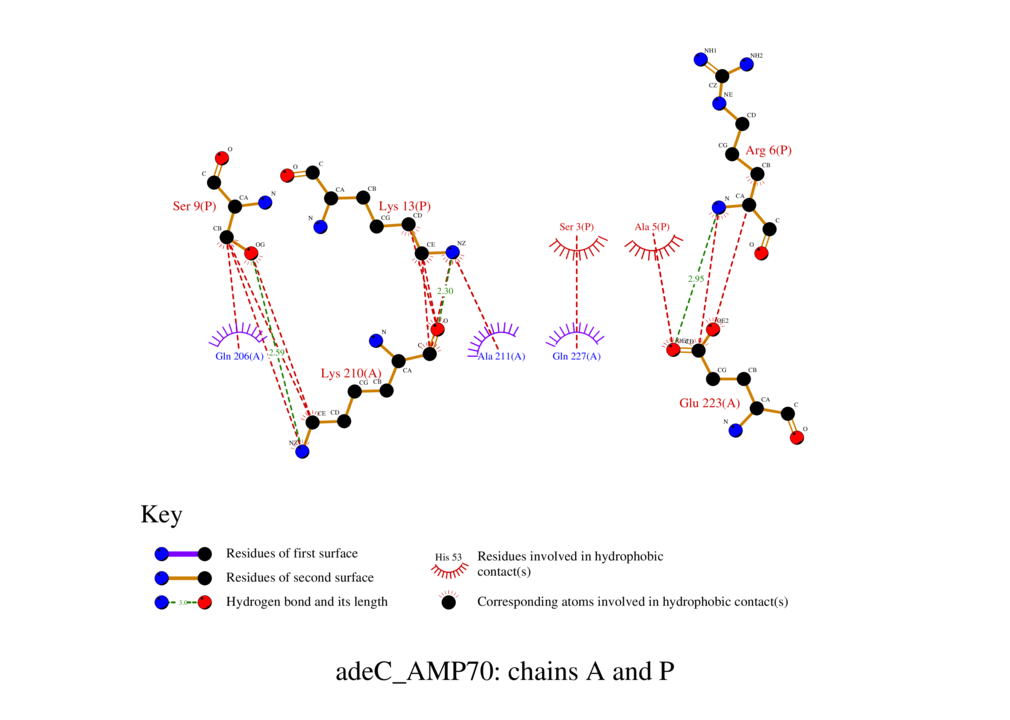 NH1
NH2
CZ
NE
CD
CG
Arg 6(P)
CB
O
C
O
C
CA
N
CA
CB
N
CA
Ser 9(P)
Lys 13(P)
CD
N
CG
C
Ser 3(P)
Ala 5(P)
CB
OG
CE
NZ
O
2.95
2.30
O
OE2
N
C
CD
Gln 206(A)
2.59
Ala 211(A)
Gln 227(A)
Lys 210(A)
CA
CG
CB
CG
CB
CA
C
Glu 223(A)
CE
CD
N
O
NZ
Key
Residues of first surface
His 53
Residues involved in hydrophobic
contact(s)
Residues of second surface
3.0
Hydrogen bond and its length
Corresponding atoms involved in hydrophobic contact(s)
adeC_AMP70: chains A and P